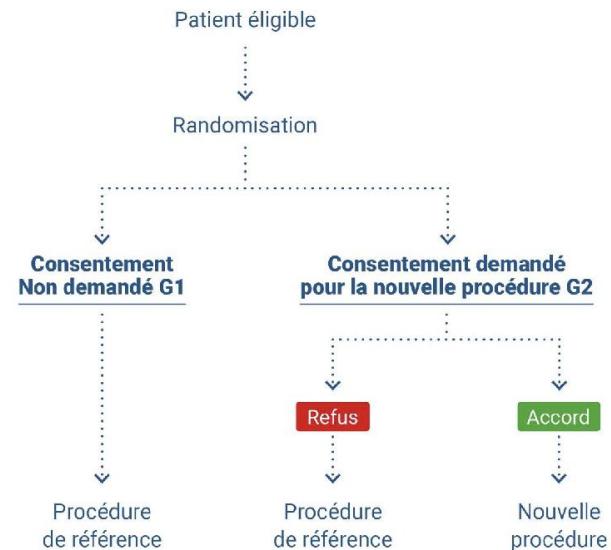 Patient éligible
Randomisation
Consentement
Non demandé G1
Consentement demandé
pour la nouvelle procédure G2
Refus
Accord
Procédure
de référence
Procédure
de référence
Nouvelle
procédure